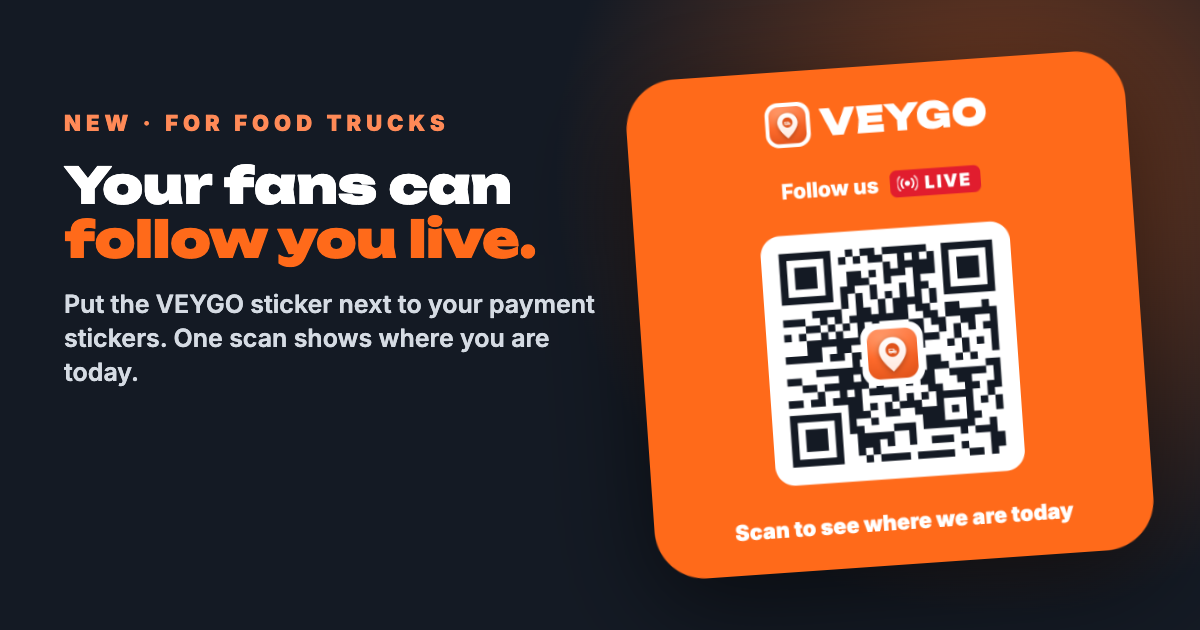 NEW · FOR FOOD TRUCKS
Your fans can
follow you live.
Put the VEYGO sticker next to your payment
stickers. One scan shows where you are
today.
VEYGO
Follow us LIVE
Scan to see where we are today